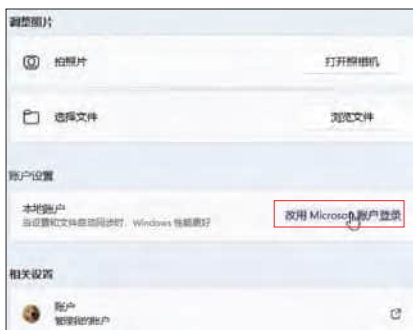 调整照片
拍照片
打开照相机
选择文件
浏览文件
账户设置
本地账户
改用 Microsoft 账户登录
当设置和文件自动同步时，Windows 性能更好
相关设置
账户
管理我的账户